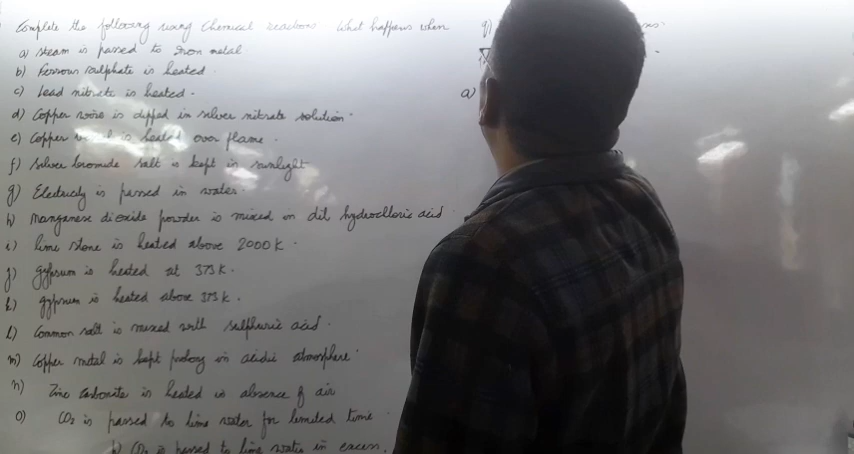 Complete the following using Chemical reactions What happens when
a) Steam is passed to Iron metal
b) Ferrous sulphate is heated
c) Lead nitrate is heated.
d) Copper wire is dipped in silver nitrate solution.
e) Copper is heated over flame.
f) Silver bromide salt is kept in sunlight
g) Electricity is passed in water.
h) Manganese dioxide powder is mixed in dil hydrochloric acid
i) lime stone is heated above 2000 k.
j) gypsum is heated at 373 k.
k) gypsum is heated above 373 k.
l) Common salt is mixed with sulphuric acid.
m) Copper metal is kept prolong in acidic atmosphere.
n) Zinc carbonate is heated in absence of air
o) CO2 is passed to lime water for limited time
p) CO2 is passed to lime water in excess.
q)
a)